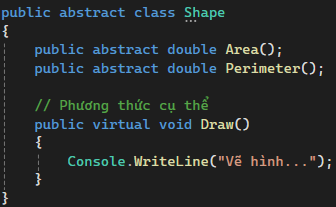 public abstract class Shape
{
public abstract double Area();
public abstract double Perimeter();
// Phương thức cụ thể
public virtual void Draw()
{
Console.WriteLine("Vẽ hình...");
}
}